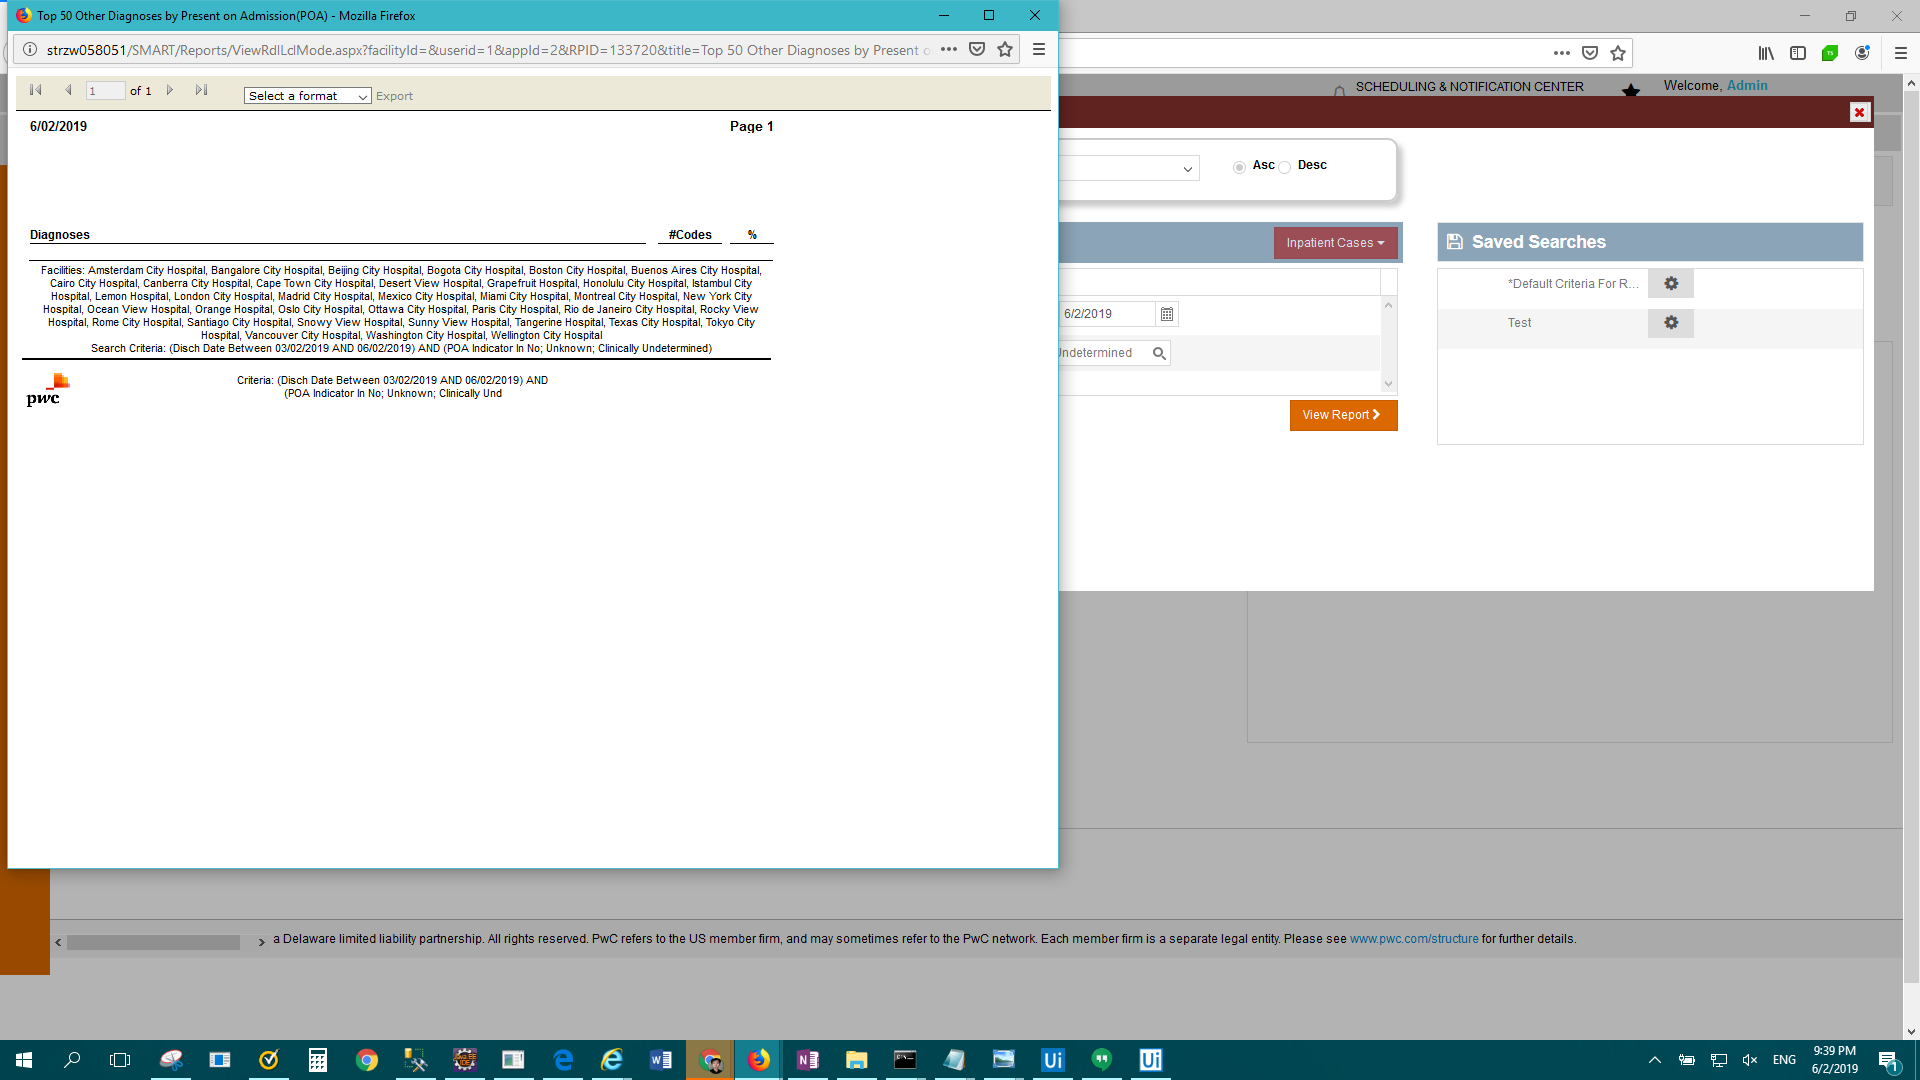 Top 50 Other Diagnoses by Present on Admission(POA) - Mozilla Firefox
strzw058051/SMART/Reports/ViewRdlLclMode.aspx?facilityId=&userid=1&appId=2&RPID=133720&title=Top 50 Other Diagnoses by Present
1 of 1 Select a format Export
6/02/2019 Page 1
Diagnoses #Codes %
Facilities: Amsterdam City Hospital, Bangalore City Hospital, Beijing City Hospital, Bogota City Hospital, Boston City Hospital, Buenos Aires City Hospital,
Cairo City Hospital, Canberra City Hospital, Cape Town City Hospital, Desert View Hospital, Grapefruit Hospital, Honolulu City Hospital, Istambul City
Hospital, Lemon Hospital, London City Hospital, Madrid City Hospital, Mexico City Hospital, Miami City Hospital, Montreal City Hospital, New York City
Hospital, Ocean View Hospital, Orange Hospital, Oslo City Hospital, Ottawa City Hospital, Paris City Hospital, Rio de Janeiro City Hospital, Rocky View
Hospital, Rome City Hospital, Santiago City Hospital, Snowy View Hospital, Sunny View Hospital, Tangerine Hospital, Texas City Hospital, Tokyo City
Hospital, Vancouver City Hospital, Washington City Hospital, Wellington City Hospital
Search Criteria: (Disch Date Between 03/02/2019 AND 06/02/2019) AND (POA Indicator In No; Unknown; Clinically Undetermined)
pwc
Criteria: (Disch Date Between 03/02/2019 AND 06/02/2019) AND
(POA Indicator In No; Unknown; Clinically Und
SCHEDULING & NOTIFICATION CENTER
Welcome, Admin
Asc Desc
Inpatient Cases
6/2/2019
Undetermined
View Report
Saved Searches
*Default Criteria For R...
Test
a Delaware limited liability partnership. All rights reserved. PwC refers to the US member firm, and may sometimes refer to the PwC network. Each member firm is a separate legal entity. Please see www.pwc.com/structure for further details.
ENG
9:39 PM
6/2/2019
1